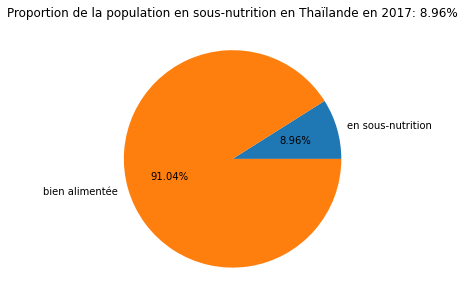 Proportion de la population en sous-nutrition en Thaïlande en 2017: 8.96%
en sous-nutrition
8.96%
91.04%
bien alimentée